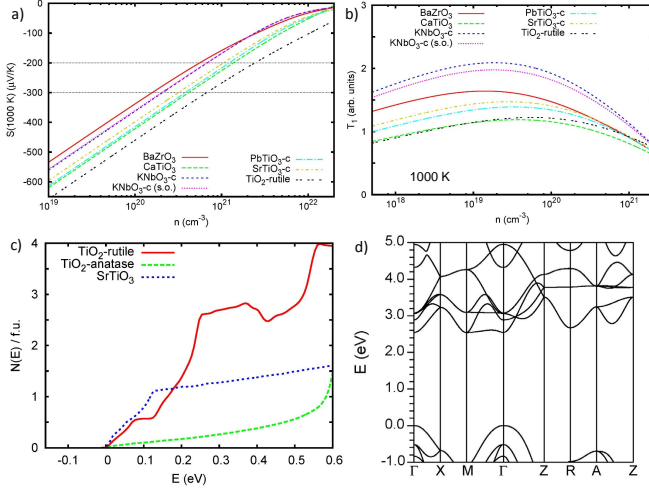 a)
S(1000 K) (μV/K)
0
-100
-200
-300
-400
-500
-600
10^19
10^20
10^21
10^22
n (cm^-3)
BaZrO3
CaTiO3
KNbO3-c
KNbO3-c (s.o.)
PbTiO3-c
SrTiO3-c
TiO2-rutile
b)
T1 (arb. units)
3
2
1
0
10^18
10^19
10^20
10^21
n (cm^-3)
BaZrO3
CaTiO3
KNbO3-c
KNbO3-c (s.o.)
PbTiO3-c
SrTiO3-c
TiO2-rutile
1000 K
c)
N(E) / f.u.
4
3
2
1
0
-0.1
0
0.1
0.2
0.3
0.4
0.5
0.6
E (eV)
TiO2-rutile
TiO2-anatase
SrTiO3
d)
E (eV)
5.0
4.0
3.0
2.0
1.0
0.0
-1.0
Γ X M Γ Z R A Z